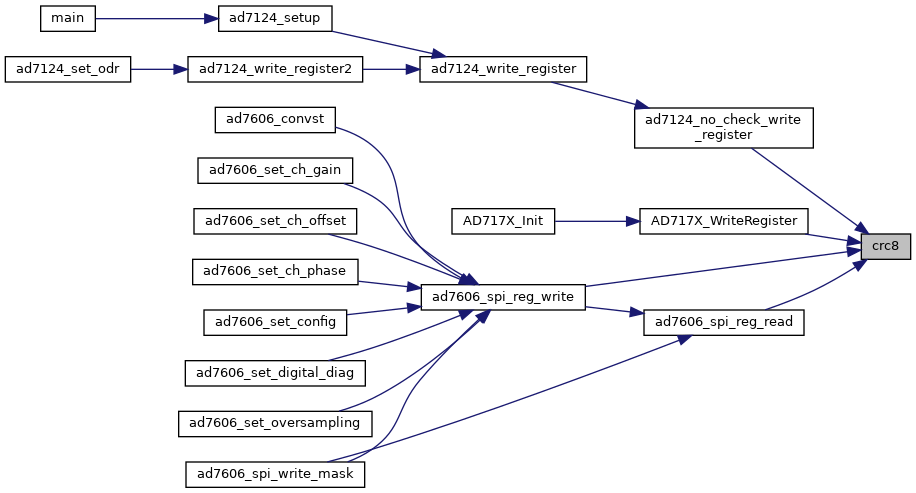 main
ad7124_setup
ad7124_set_odr
ad7124_write_register2
ad7124_write_register
ad7124_no_check_write
_register
ad7606_convst
ad7606_set_ch_gain
ad7606_set_ch_offset
AD717X_Init
AD717X_WriteRegister
crc8
ad7606_set_ch_phase
ad7606_spi_reg_write
ad7606_set_config
ad7606_spi_reg_read
ad7606_set_digital_diag
ad7606_set_oversampling
ad7606_spi_write_mask